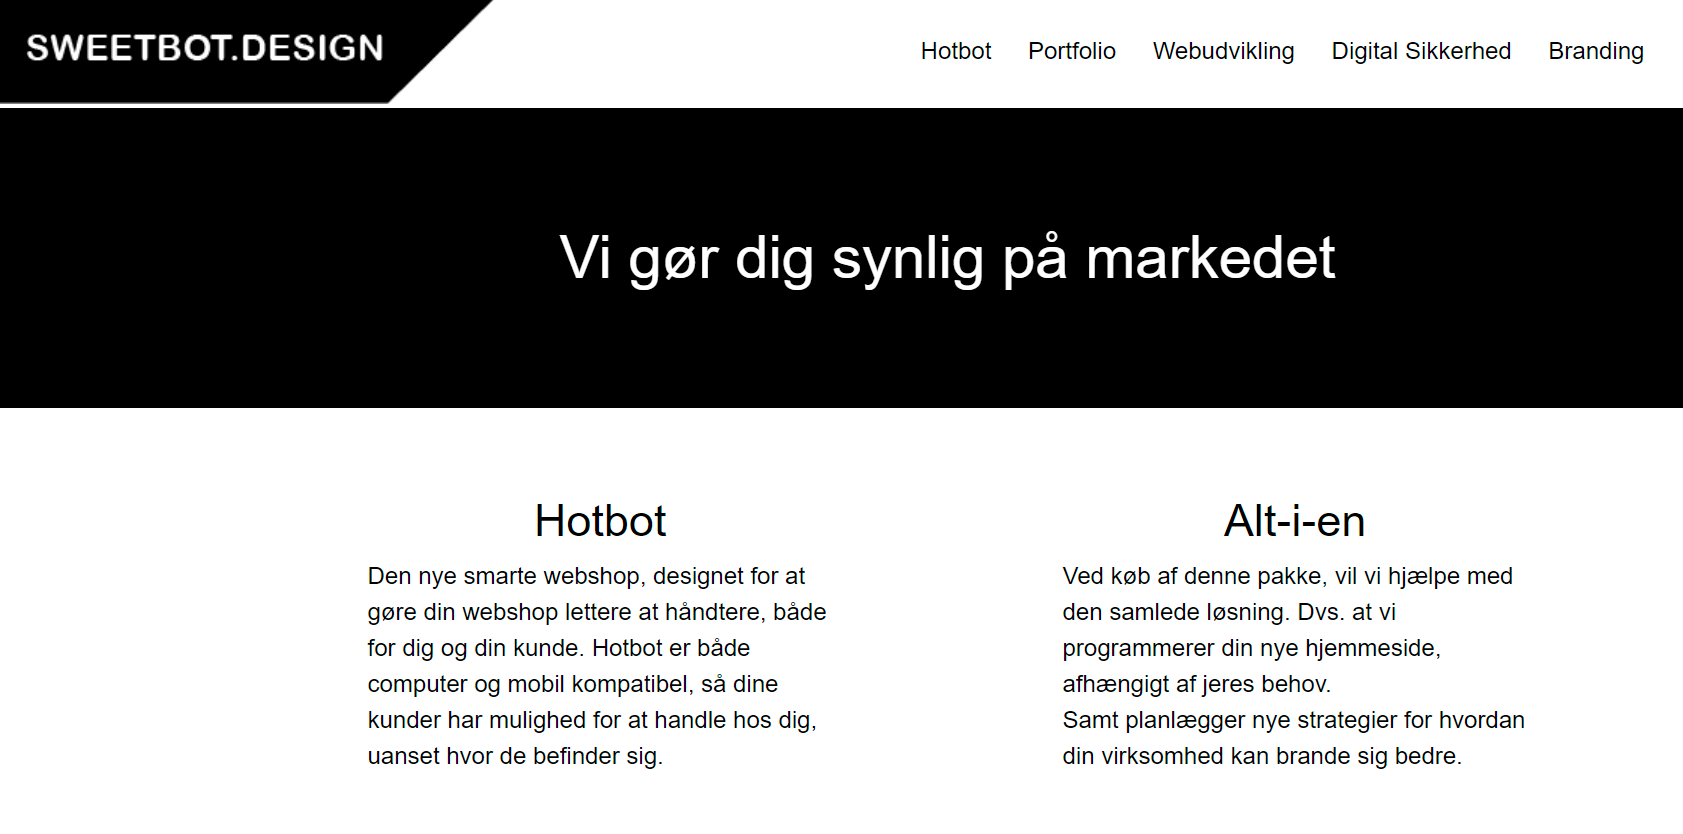 SWEETBOT.DESIGN
Hotbot Portfolio Webudvikling Digital Sikkerhed Branding
Vi gør dig synlig på markedet
Hotbot
Den nye smarte webshop, designet for at
gøre din webshop lettere at håndtere, både
for dig og din kunde. Hotbot er både
computer og mobil kompatibel, så dine
kunder har mulighed for at handle hos dig,
uanset hvor de befinder sig.
Alt-i-en
Ved køb af denne pakke, vil vi hjælpe med
den samlede løsning. Dvs. at vi
programmerer din nye hjemmeside,
afhængigt af jeres behov.
Samt planlægger nye strategier for hvordan
din virksomhed kan brande sig bedre.